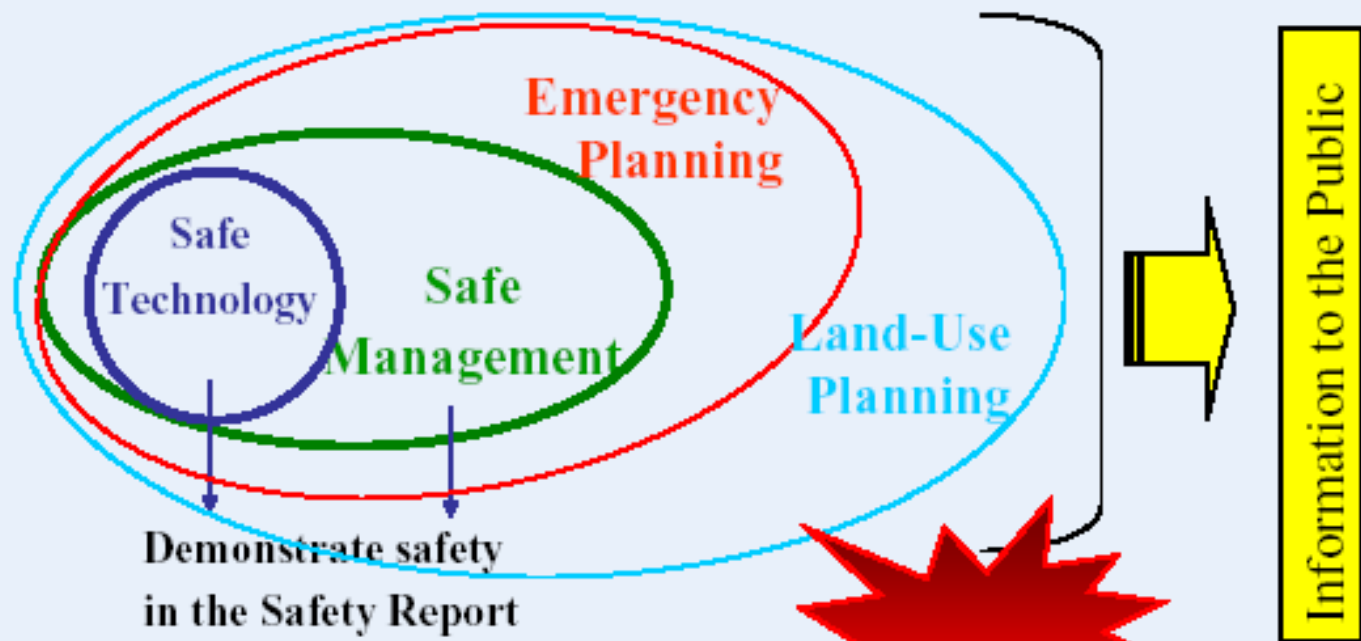 Emergency
Planning
Safe
Technology
Safe
Management
Land-Use
Planning
Demonstrate safety
in the Safety Report
Information to the Public